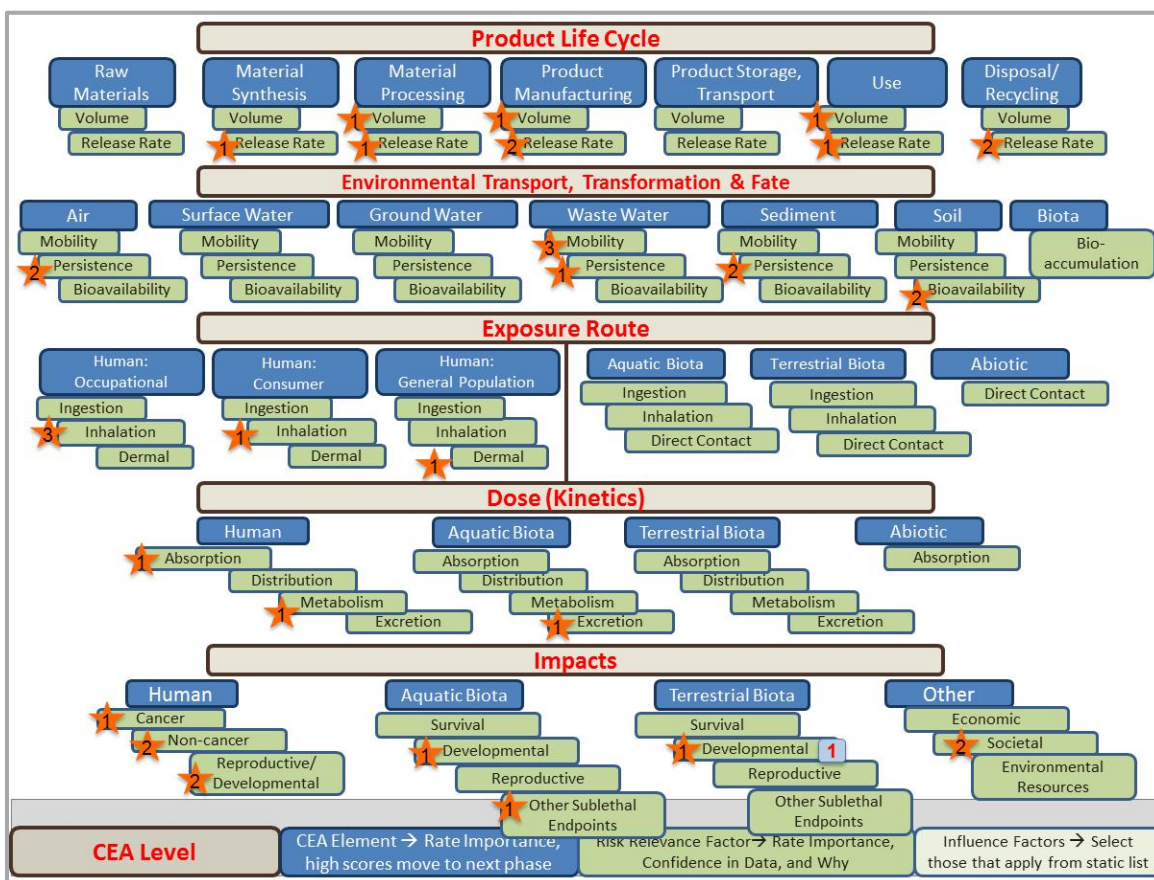 Product Life Cycle
Raw
Materials
Volume
Release Rate
Material
Synthesis
Volume
1 Release Rate
Material
Processing
1 Volume
1 Release Rate
Product
Manufacturing
1 Volume
2 Release Rate
Product Storage,
Transport
Volume
Release Rate
Use
1 Volume
1 Release Rate
Disposal/
Recycling
Volume
2 Release Rate
Environmental Transport, Transformation & Fate
Air
Mobility
2 Persistence
Bioavailability
Surface Water
Mobility
Persistence
Bioavailability
Ground Water
Mobility
Persistence
Bioavailability
Waste Water
3 Mobility
1 Persistence
Bioavailability
Sediment
Mobility
2 Persistence
Bioavailability
Soil
Mobility
Persistence
2 Bioavailability
Biota
Bio-
accumulation
Exposure Route
Human:
Occupational
Ingestion
3 Inhalation
Dermal
Human:
Consumer
Ingestion
1 Inhalation
Dermal
Human:
General Population
Ingestion
Inhalation
1 Dermal
Aquatic Biota
Ingestion
Inhalation
Direct Contact
Terrestrial Biota
Ingestion
Inhalation
Direct Contact
Abiotic
Direct Contact
Dose (Kinetics)
Human
1 Absorption
Distribution
1 Metabolism
Excretion
Aquatic Biota
Absorption
Distribution
Metabolism
1 Excretion
Terrestrial Biota
Absorption
Distribution
Metabolism
Excretion
Abiotic
Absorption
Impacts
Human
1 Cancer
2 Non-cancer
2 Reproductive/
Developmental
Aquatic Biota
Survival
1 Developmental
Reproductive
1 Other Sublethal
Endpoints
Terrestrial Biota
Survival
1 Developmental 1
Reproductive
Other Sublethal
Endpoints
Other
Economic
2 Societal
Environmental
Resources
CEA Level
CEA Element → Rate Importance,
high scores move to next phase
Risk Relevance Factor→ Rate Importance,
Confidence in Data, and Why
Influence Factors → Select
those that apply from static list